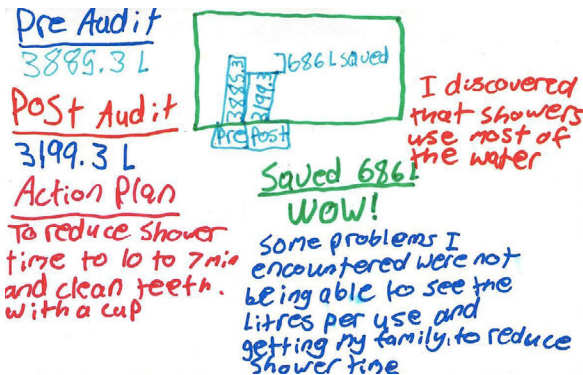 Pre Audit
3885.3 L
Post Audit
3199.3 L
Action Plan
To reduce shower
time to 10 to 7 min
and clean teeth.
with a cup
3885.3
3199.3
686L saved
Pre Post
Saved 686L
WOW!
I discovered
that showers
use most of
the water
Some problems I
encountered were not
being able to see the
Litres per use and
getting my family, to reduce
shower time